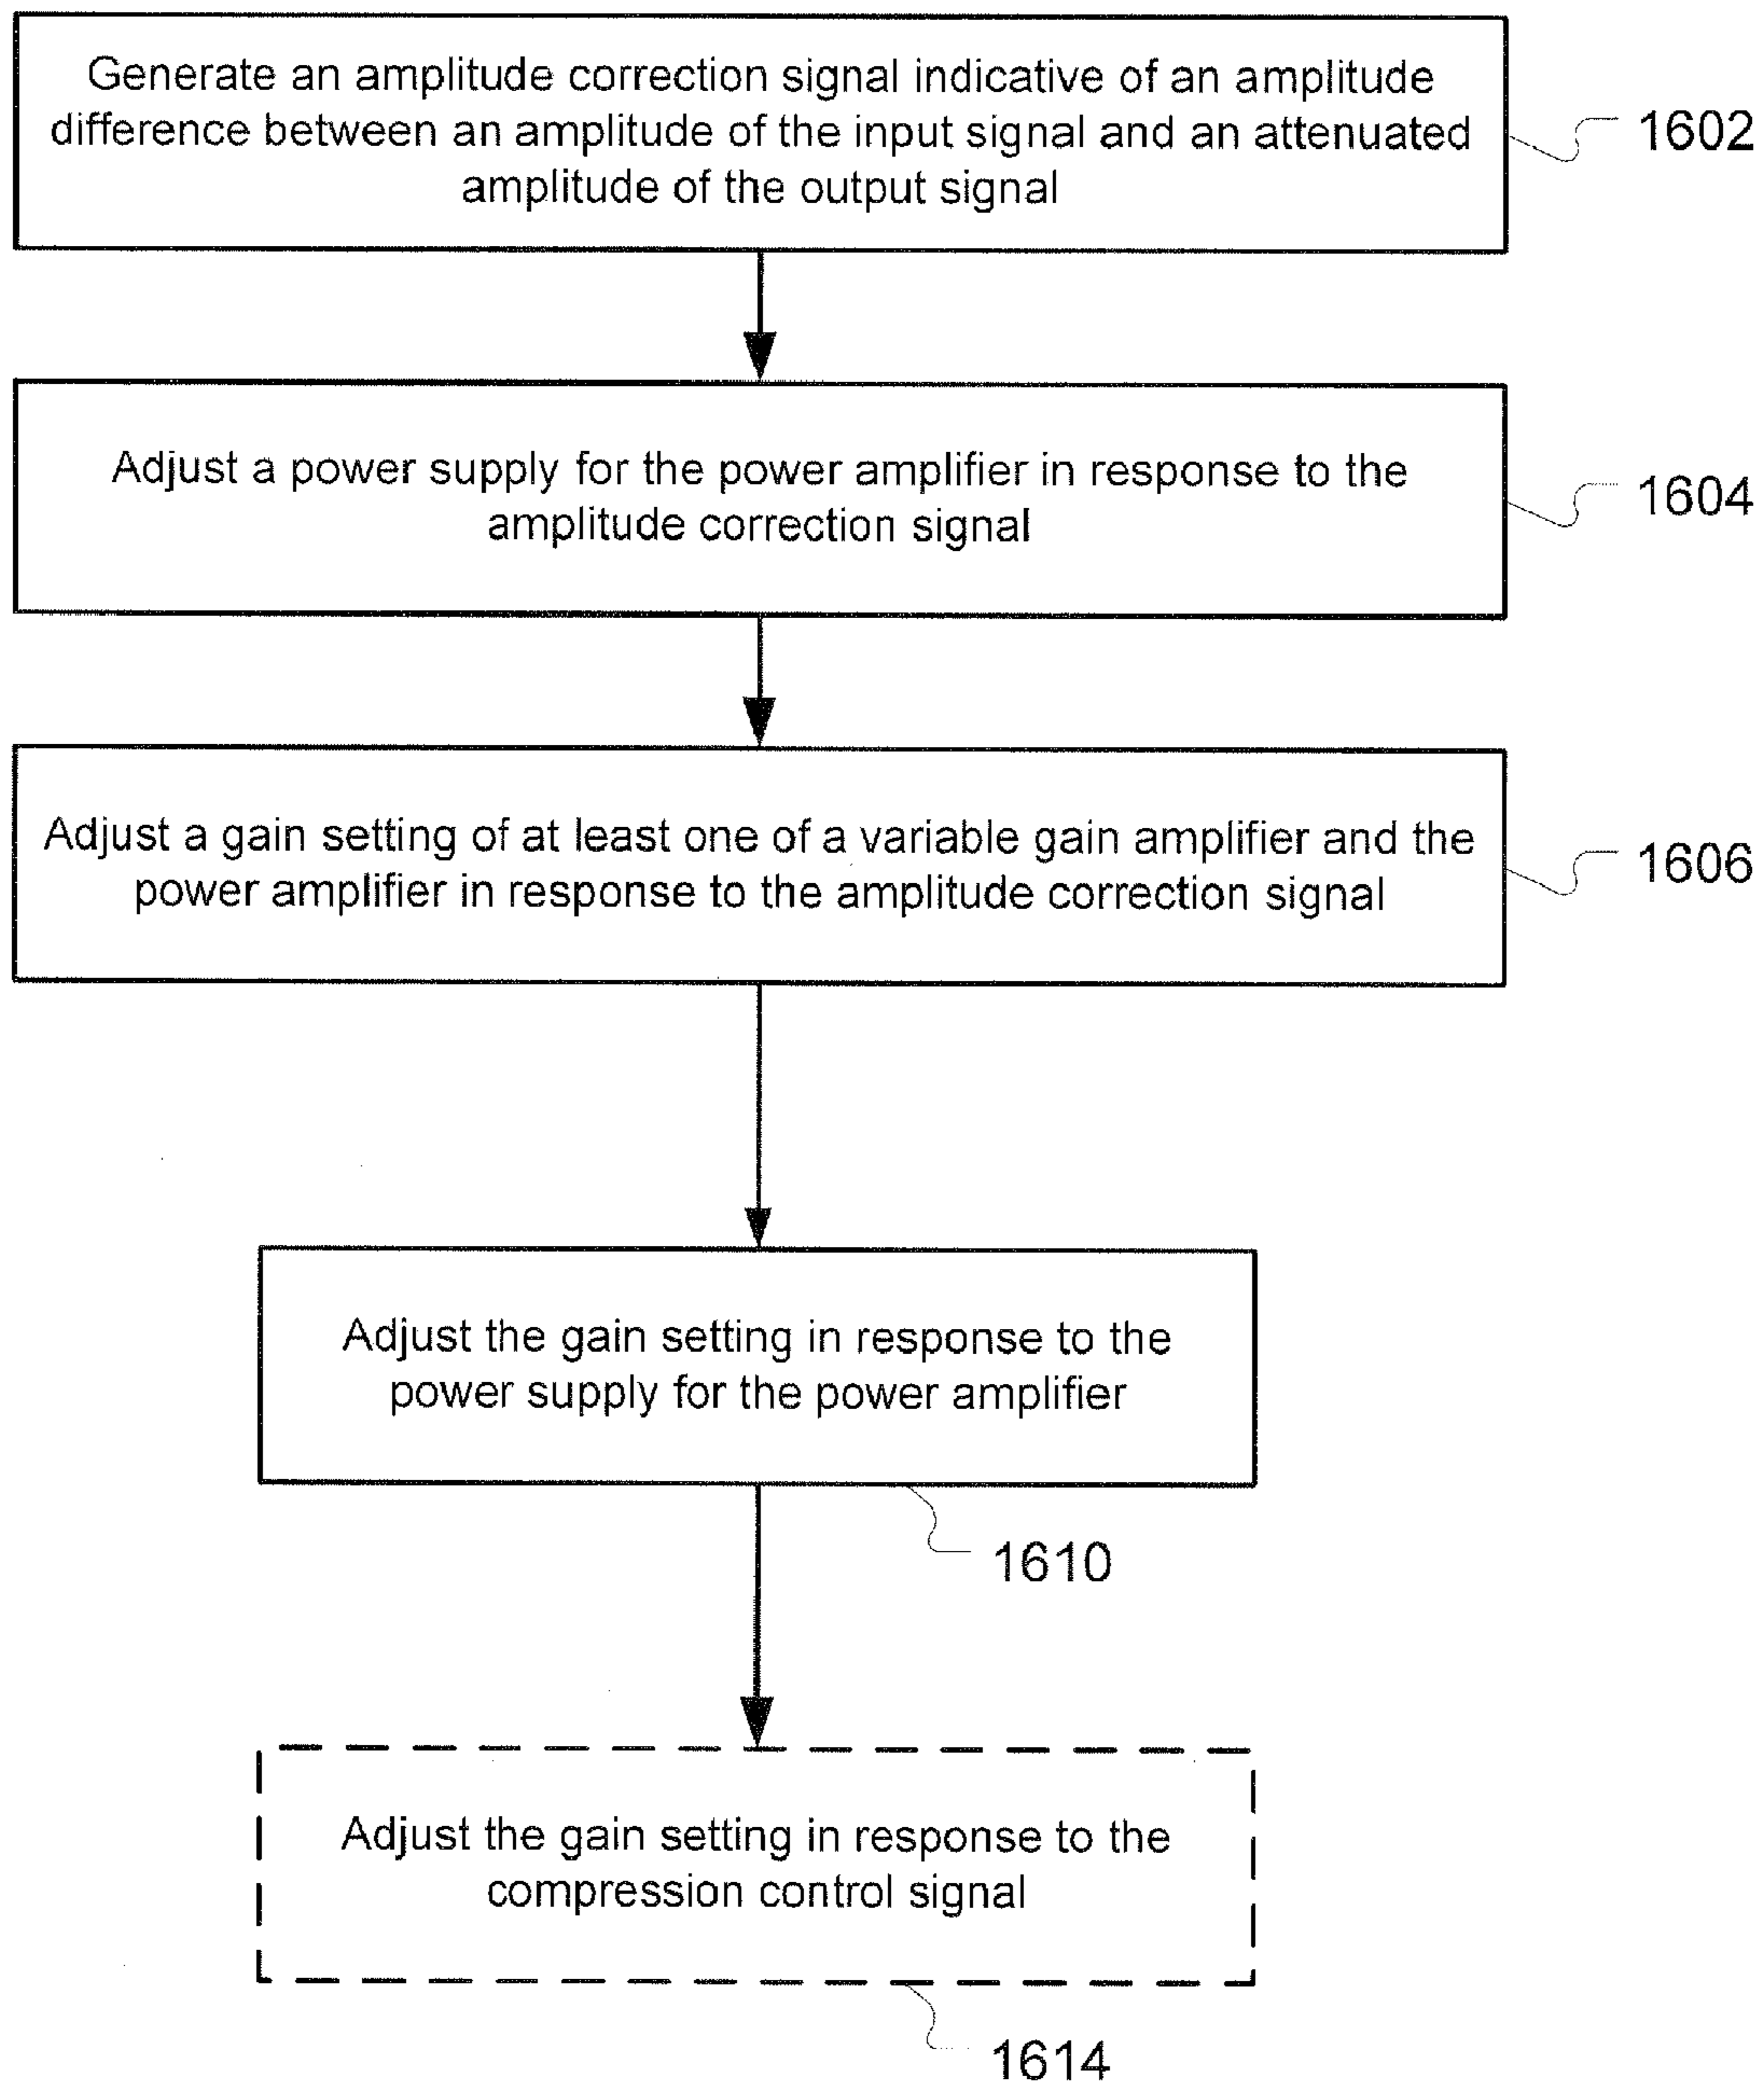 Generate an amplitude correction signal indicative of an amplitude
difference between an amplitude of the input signal and an attenuated
amplitude of the output signal
1602
Adjust a power supply for the power amplifier in response to the
amplitude correction signal
1604
Adjust a gain setting of at least one of a variable gain amplifier and the
power amplifier in response to the amplitude correction signal
1606
Adjust the gain setting in response to the
power supply for the power amplifier
1610
Adjust the gain setting in response to the
compression control signal
1614